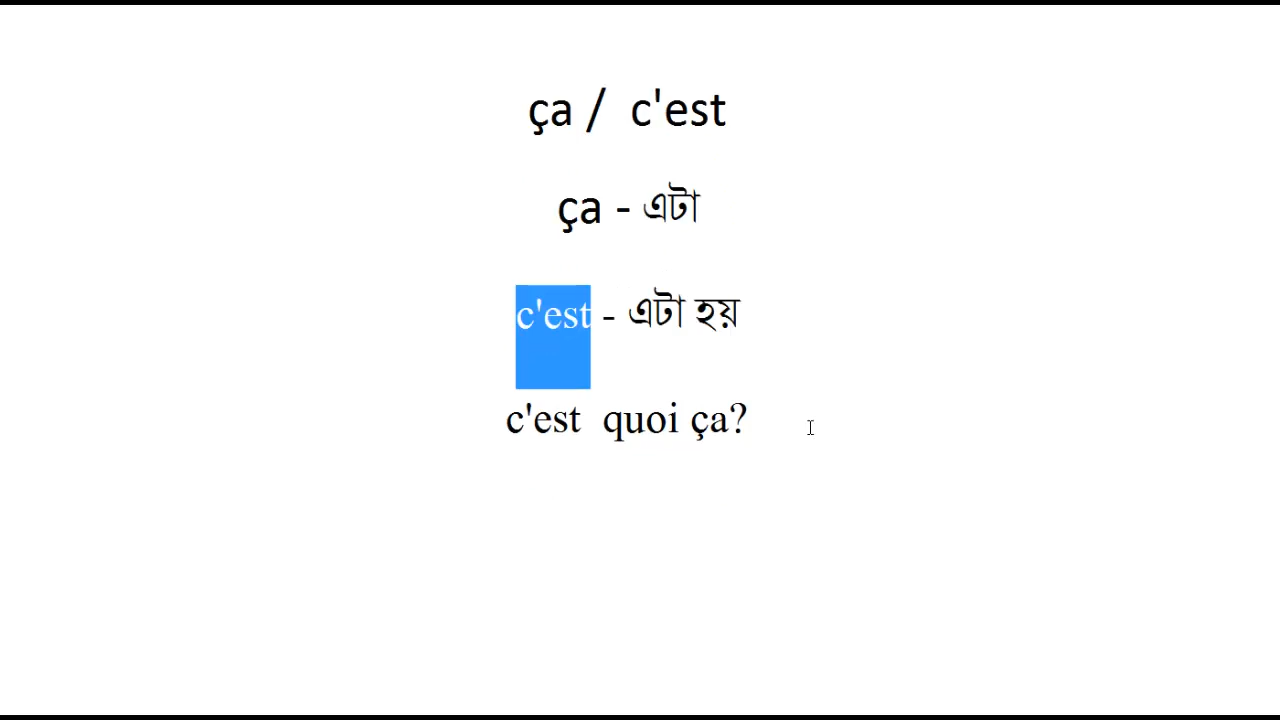 ça / c'est
ça - এটা
c'est - এটা হয়
c'est quoi ça?